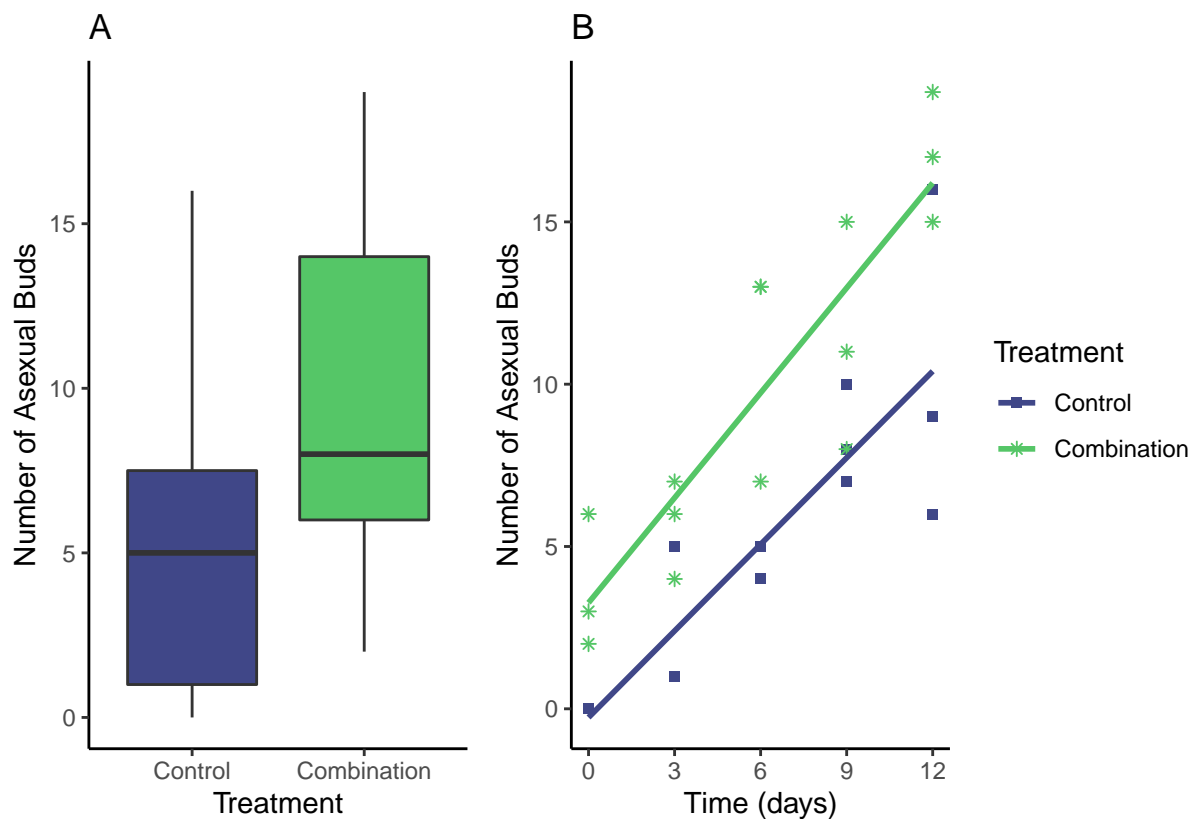 A
Number of Asexual Buds
15
10
5
0
Control Combination
Treatment
B
Number of Asexual Buds
15
10
5
0
0 3 6 9 12
Time (days)
Treatment
Control
Combination